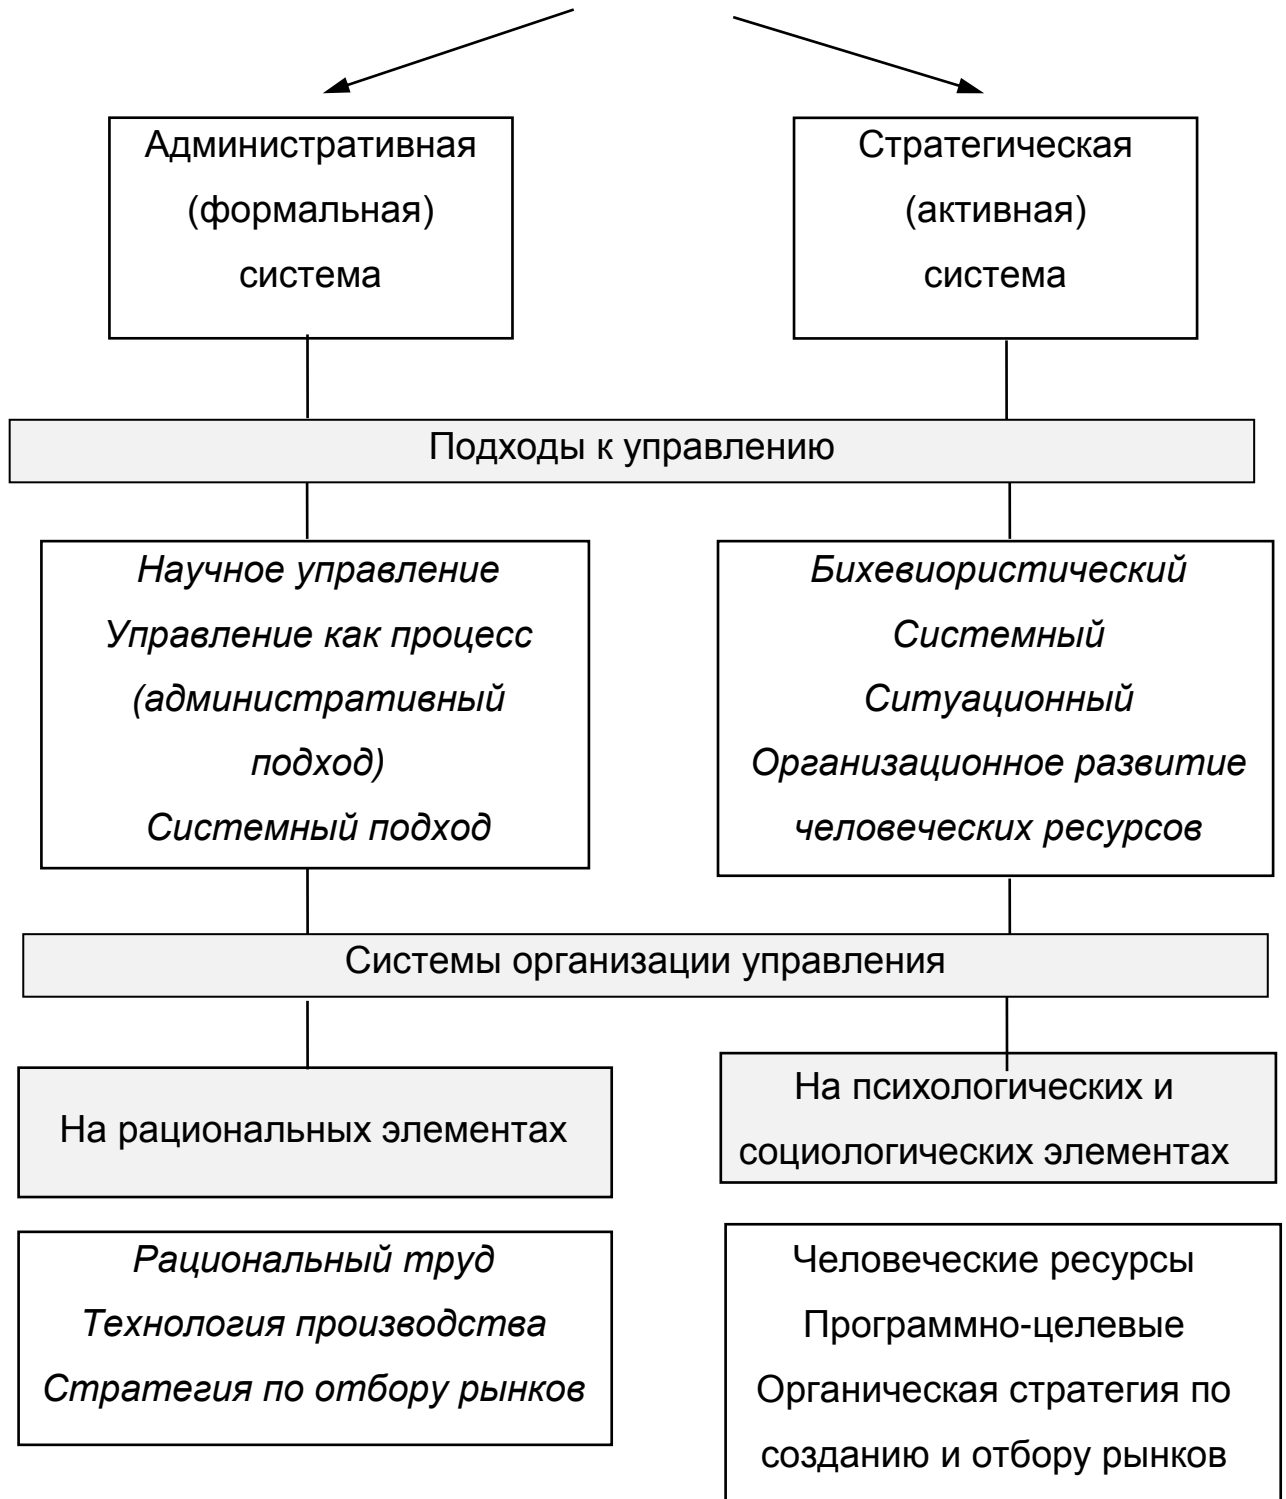 Административная
(формальная)
система
Стратегическая
(активная)
система
Подходы к управлению
Научное управление
Управление как процесс
(административный
подход)
Системный подход
Бихевиористический
Системный
Ситуационный
Организационное развитие
человеческих ресурсов
Системы организации управления
На рациональных элементах
На психологических и
социологических элементах
Рациональный труд
Технология производства
Стратегия по отбору рынков
Человеческие ресурсы
Программно-целевые
Органическая стратегия по
созданию и отбору рынков